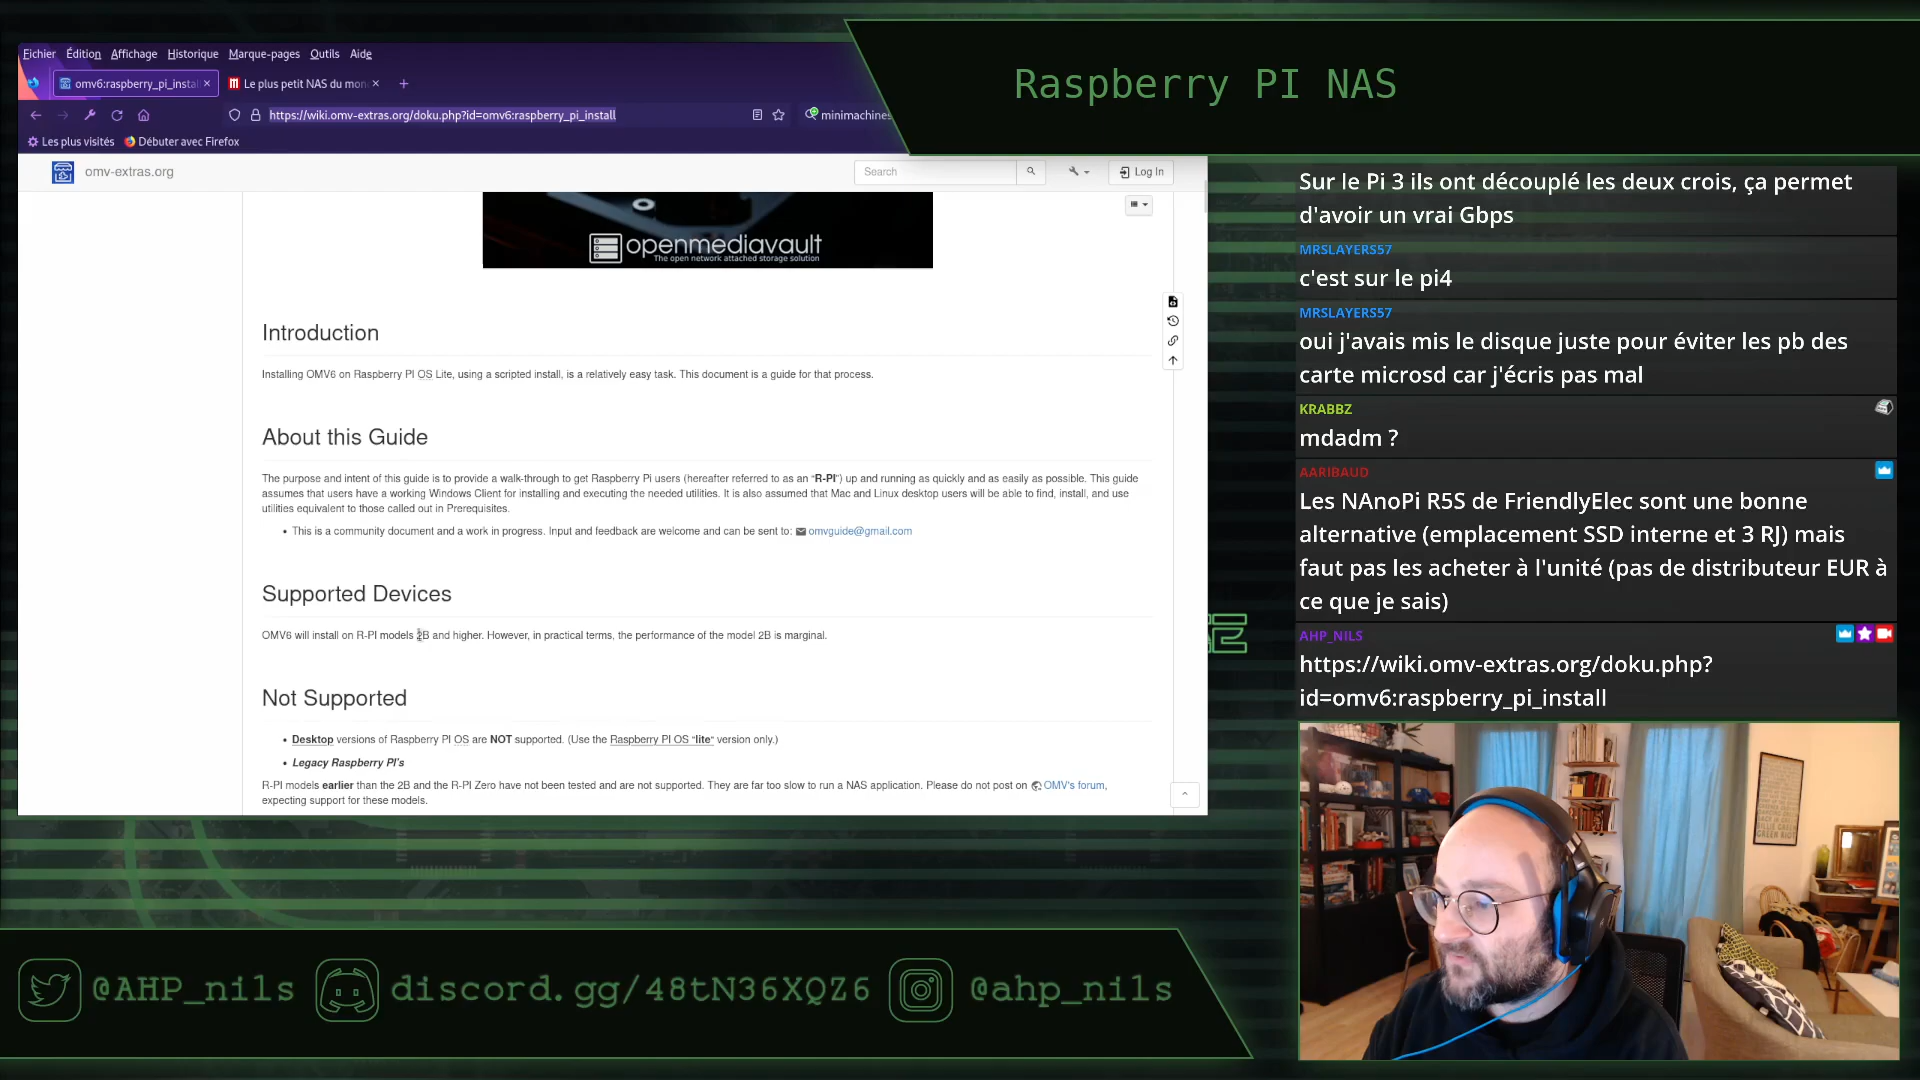 Raspberry PI NAS
Fichier Édition Affichage Historique Marque-pages Outils Aide
omv6:raspberry_pi_insta × Le plus petit NAS du mon × +
https://wiki.omv-extras.org/doku.php?id=omv6:raspberry_pi_install minimachines
Les plus visités Débuter avec Firefox
omv-extras.org Search Log In
openmediavault
The open network attached storage solution
Introduction
Installing OMV6 on Raspberry PI OS Lite, using a scripted install, is a relatively easy task. This document is a guide for that process.
About this Guide
The purpose and intent of this guide is to provide a walk-through to get Raspberry Pi users (hereafter referred to as an “R-PI”) up and running as quickly and as easily as possible. This guide
assumes that users have a working Windows Client for installing and executing the needed utilities. It is also assumed that Mac and Linux desktop users will be able to find, install, and use
utilities equivalent to those called out in Prerequisites.
• This is a community document and a work in progress. Input and feedback are welcome and can be sent to: omvguide@gmail.com
Supported Devices
OMV6 will install on R-PI models 2B and higher. However, in practical terms, the performance of the model 2B is marginal.
Not Supported
• Desktop versions of Raspberry PI OS are NOT supported. (Use the Raspberry PI OS “lite“ version only.)
• Legacy Raspberry PI's
R-PI models earlier than the 2B and the R-PI Zero have not been tested and are not supported. They are far too slow to run a NAS application. Please do not post on OMV's forum,
expecting support for these models.
Sur le Pi 3 ils ont découplé les deux crois, ça permet
d'avoir un vrai Gbps
MRSLAYERS57
c'est sur le pi4
MRSLAYERS57
oui j'avais mis le disque juste pour éviter les pb des
carte microsd car j'écris pas mal
KRABBZ
mdadm ?
AARIBAUD
Les NAnoPi R5S de FriendlyElec sont une bonne
alternative (emplacement SSD interne et 3 RJ) mais
faut pas les acheter à l'unité (pas de distributeur EUR à
ce que je sais)
AHP_NILS
https://wiki.omv-extras.org/doku.php?
id=omv6:raspberry_pi_install
@AHP_nils discord.gg/48tN36XQZ6 @ahp_nils